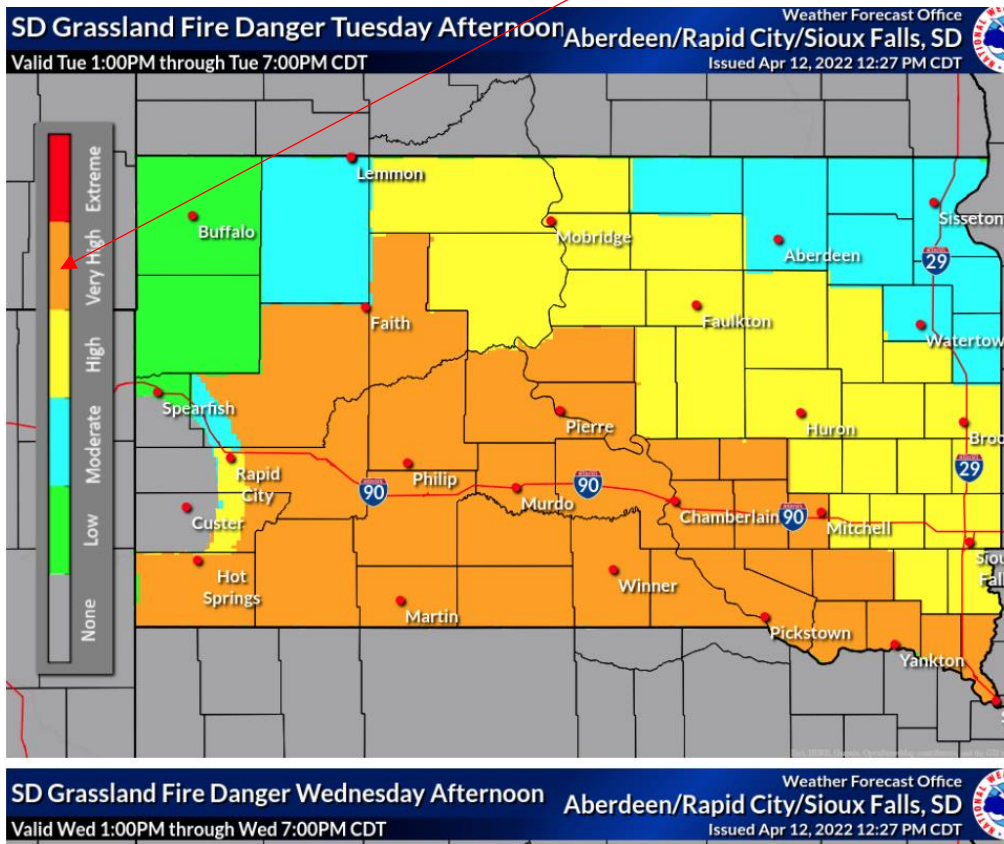 SD Grassland Fire Danger Tuesday Afternoon
Weather Forecast Office
Aberdeen/Rapid City/Sioux Falls, SD
Valid Tue 1:00PM through Tue 7:00PM CDT
Issued Apr 12, 2022 12:27 PM CDT
Extreme
Very High
High
Moderate
Low
None
Lemmon
Buffalo
Mobridge
Sisseton
Aberdeen
29
Faith
Faulkton
Watertow
Spearfish
Pierre
Huron
Broo
Rapid
City
Philip
90
Murdo
90
29
Custer
Chamberlain
90
Mitchell
Hot
Springs
Winner
Siou
Fal
Martin
Pickstown
Yankton
SD Grassland Fire Danger Wednesday Afternoon
Weather Forecast Office
Aberdeen/Rapid City/Sioux Falls, SD
Valid Wed 1:00PM through Wed 7:00PM CDT
Issued Apr 12, 2022 12:27 PM CDT